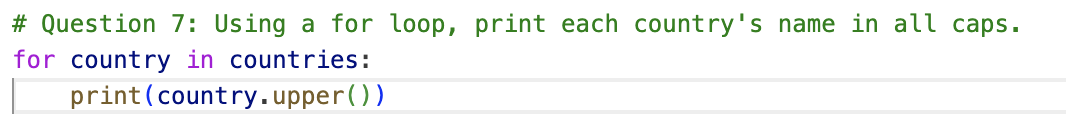 # Question 7: Using a for loop, print each country's name in all caps.
for country in countries:
    print(country.upper())